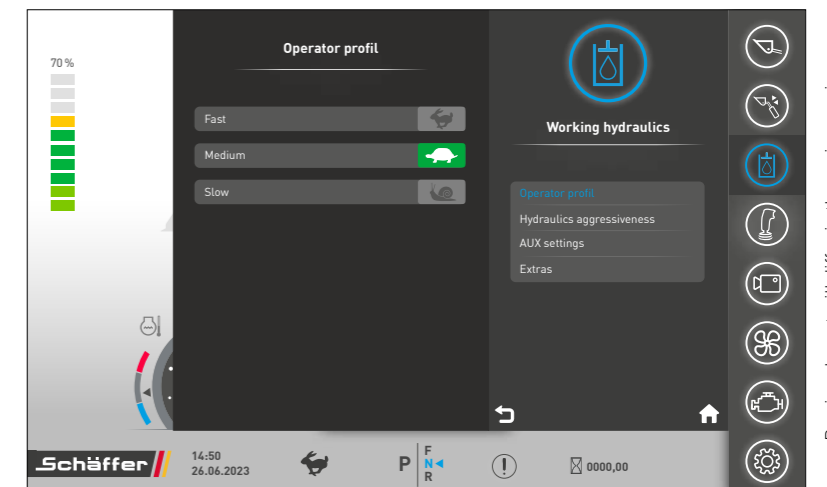 70 %
Operator profil
Fast
Medium
Slow
Working hydraulics
Operator profil
Hydraulics aggressiveness
AUX settings
Extras
Schäffer
14:50
26.06.2023
P
F
N
R
0000,00